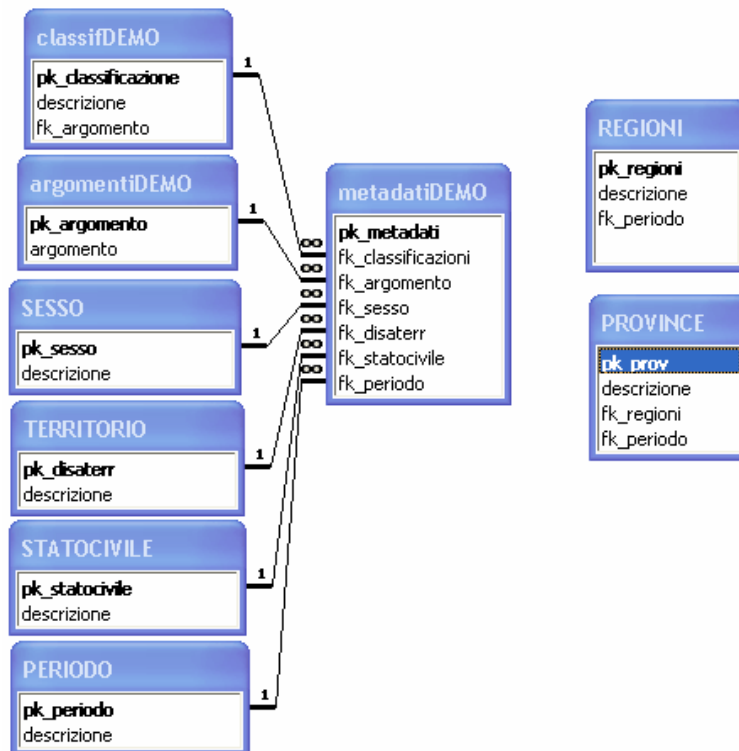 classifDEMO
pk_classificazione
descrizione
fk_argomento
argomentiDEMO
pk_argomento
argomento
SESSO
pk_sesso
descrizione
TERRITORIO
pk_disaterr
descrizione
STATOCIVILE
pk_statocivile
descrizione
PERIODO
pk_periodo
descrizione
1
1
1
1
1
1
∞
∞
∞
∞
∞
∞
metadatiDEMO
pk_metadati
fk_classificazioni
fk_argomento
fk_sesso
fk_disaterr
fk_statocivile
fk_periodo
REGIONI
pk_regioni
descrizione
fk_periodo
PROVINCE
pk_prov
descrizione
fk_regioni
fk_periodo